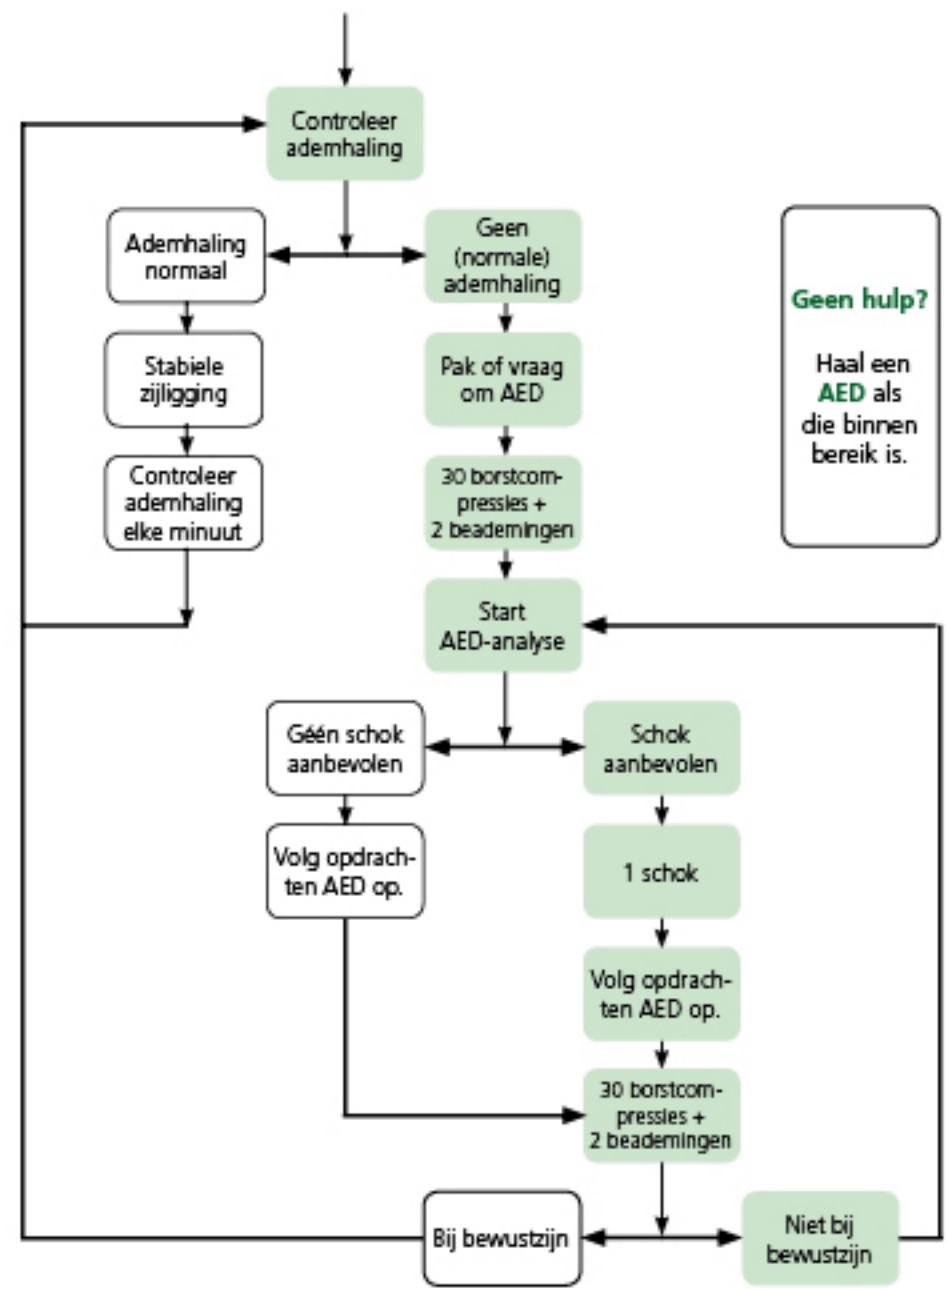 Controleer
ademhaling
Ademhaling
normaal
Geen
(normale)
ademhaling
Stabiele
zijligging
Pak of vraag
om AED
Controleer
ademhaling
elke minuut
30 borstcom-
pressies +
2 beademingen
Geen hulp?
Haal een
AED als
die binnen
bereik is.
Start
AED-analyse
Géén schok
aanbevolen
Schok
aanbevolen
Volg opdrach-
ten AED op.
1 schok
Volg opdrach-
ten AED op.
30 borstcom-
pressies +
2 beademingen
Bij bewustzijn
Niet bij
bewustzijn